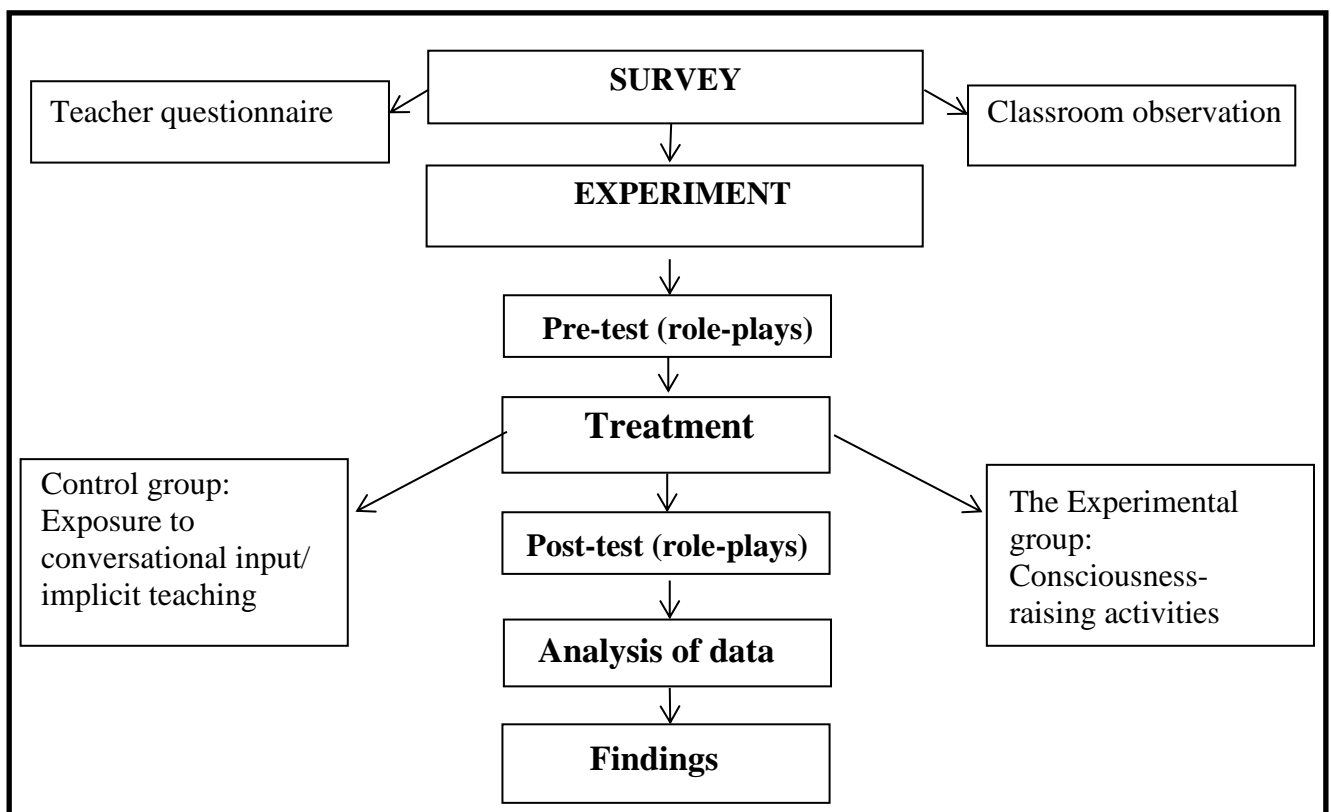 SURVEY
Teacher questionnaire
Classroom observation
EXPERIMENT
Pre-test (role-plays)
Treatment
Control group:
Exposure to
conversational input/
implicit teaching
The Experimental
group:
Consciousness-
raising activities
Post-test (role-plays)
Analysis of data
Findings